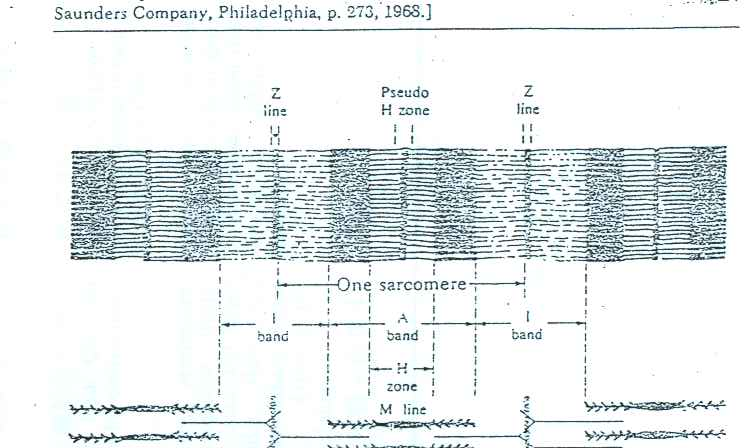 Saunders Company, Philadelphia, p. 273, 1968.]
Z line
Pseudo H zone
Z line
One sarcomere
I band
A band
I band
H zone
M line